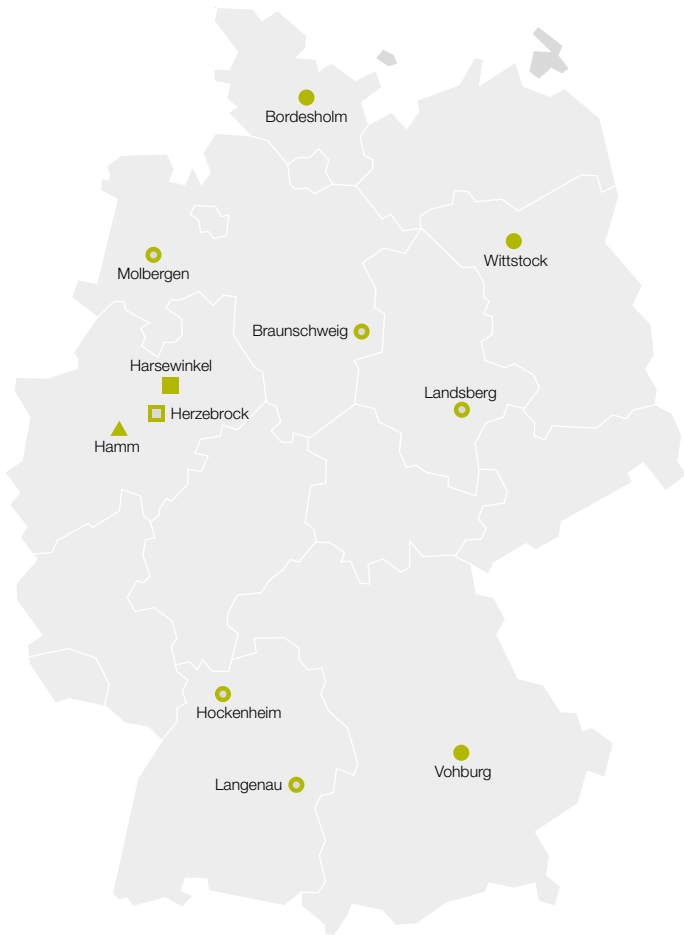 Bordesholm
Wittstock
Molbergen
Braunschweig
Harsewinkel
Landsberg
Herzebrock
Hamm
Hockenheim
Vohburg
Langenau